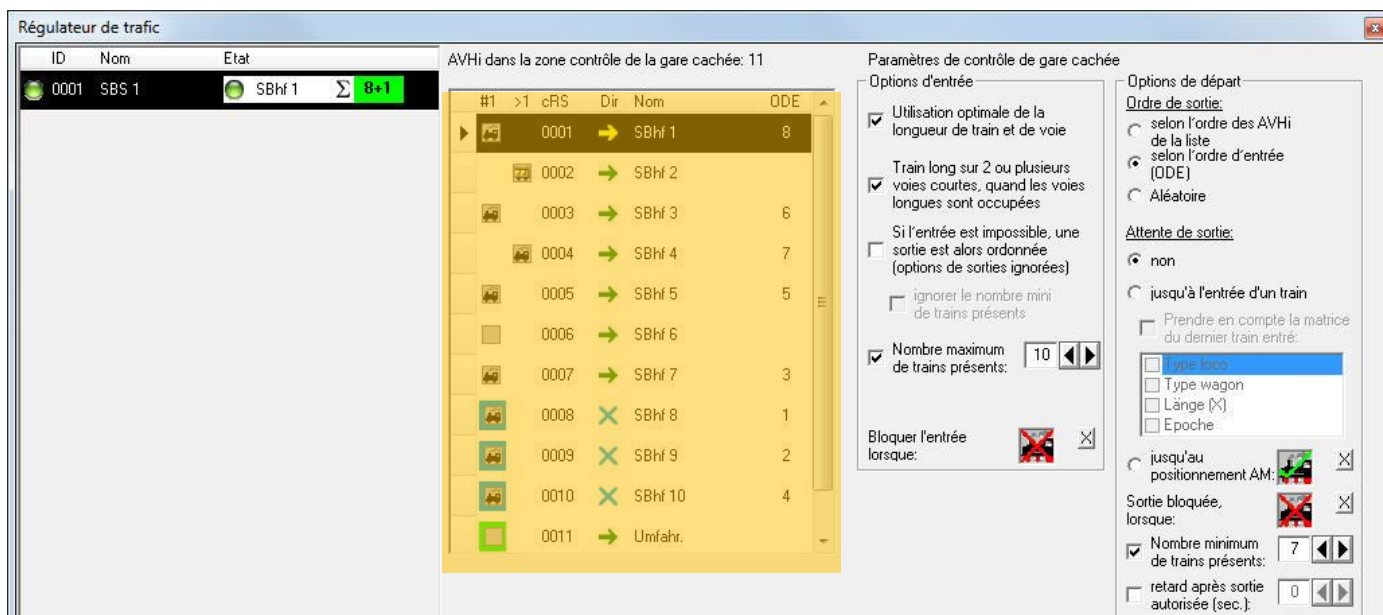 Régulateur de trafic
x
ID Nom Etat
0001 SBS 1 SBhf 1 Σ 8+1
AVHi dans la zone contrôle de la gare cachée: 11
#1 >1 cRS Dir Nom ODE
0001 SBhf 1 8
0002 SBhf 2
0003 SBhf 3 6
0004 SBhf 4 7
0005 SBhf 5 5
0006 SBhf 6
0007 SBhf 7 3
0008 SBhf 8 1
0009 SBhf 9 2
0010 SBhf 10 4
0011 Umfahr.
Paramètres de contrôle de gare cachée
Options d'entrée
Utilisation optimale de la
longueur de train et de voie
Train long sur 2 ou plusieurs
voies courtes, quand les voies
longues sont occupées
Si l'entrée est impossible, une
sortie est alors ordonnée
(options de sorties ignorées)
ignorer le nombre mini
de trains présents
Nombre maximum
de trains présents: 10
Bloquer l'entrée
lorsque: X
Options de départ
Ordre de sortie:
selon l'ordre des AVHi
de la liste
selon l'ordre d'entrée
(ODE)
Aléatoire
Attente de sortie:
non
jusqu'à l'entrée d'un train
Prendre en compte la matrice
du dernier train entré:
Type loco
Type wagon
Länge (X)
Epoche
jusqu'au
positionnement AM: X
Sortie bloquée,
lorsque: X
Nombre minimum
de trains présents: 7
retard après sortie
autorisée (sec.): 0